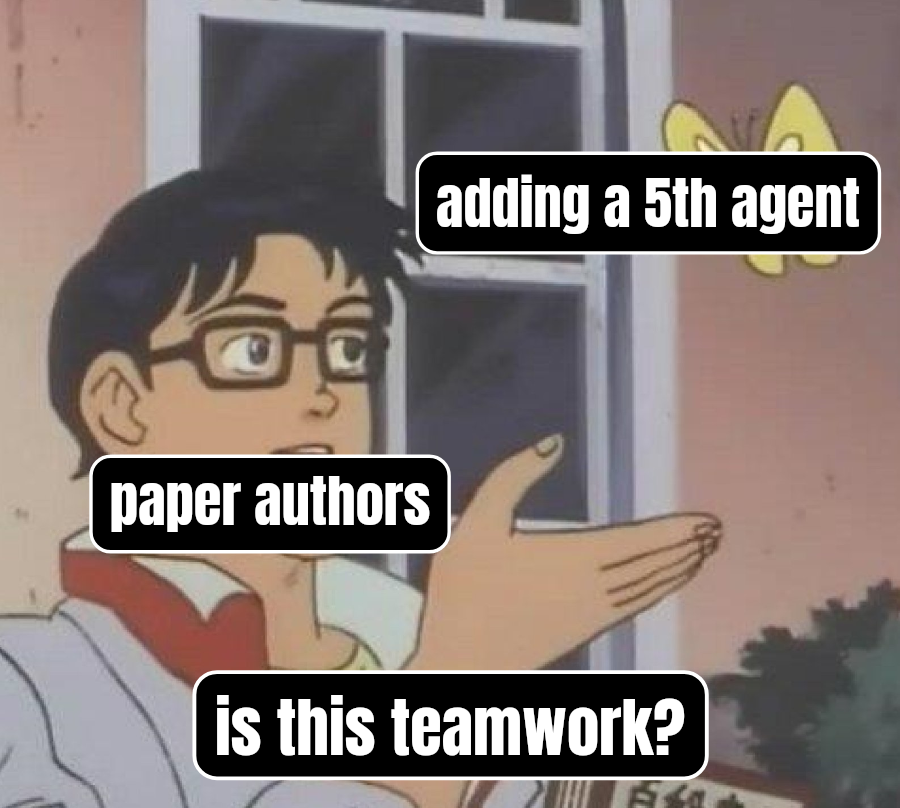 adding a 5th agent
paper authors
is this teamwork?